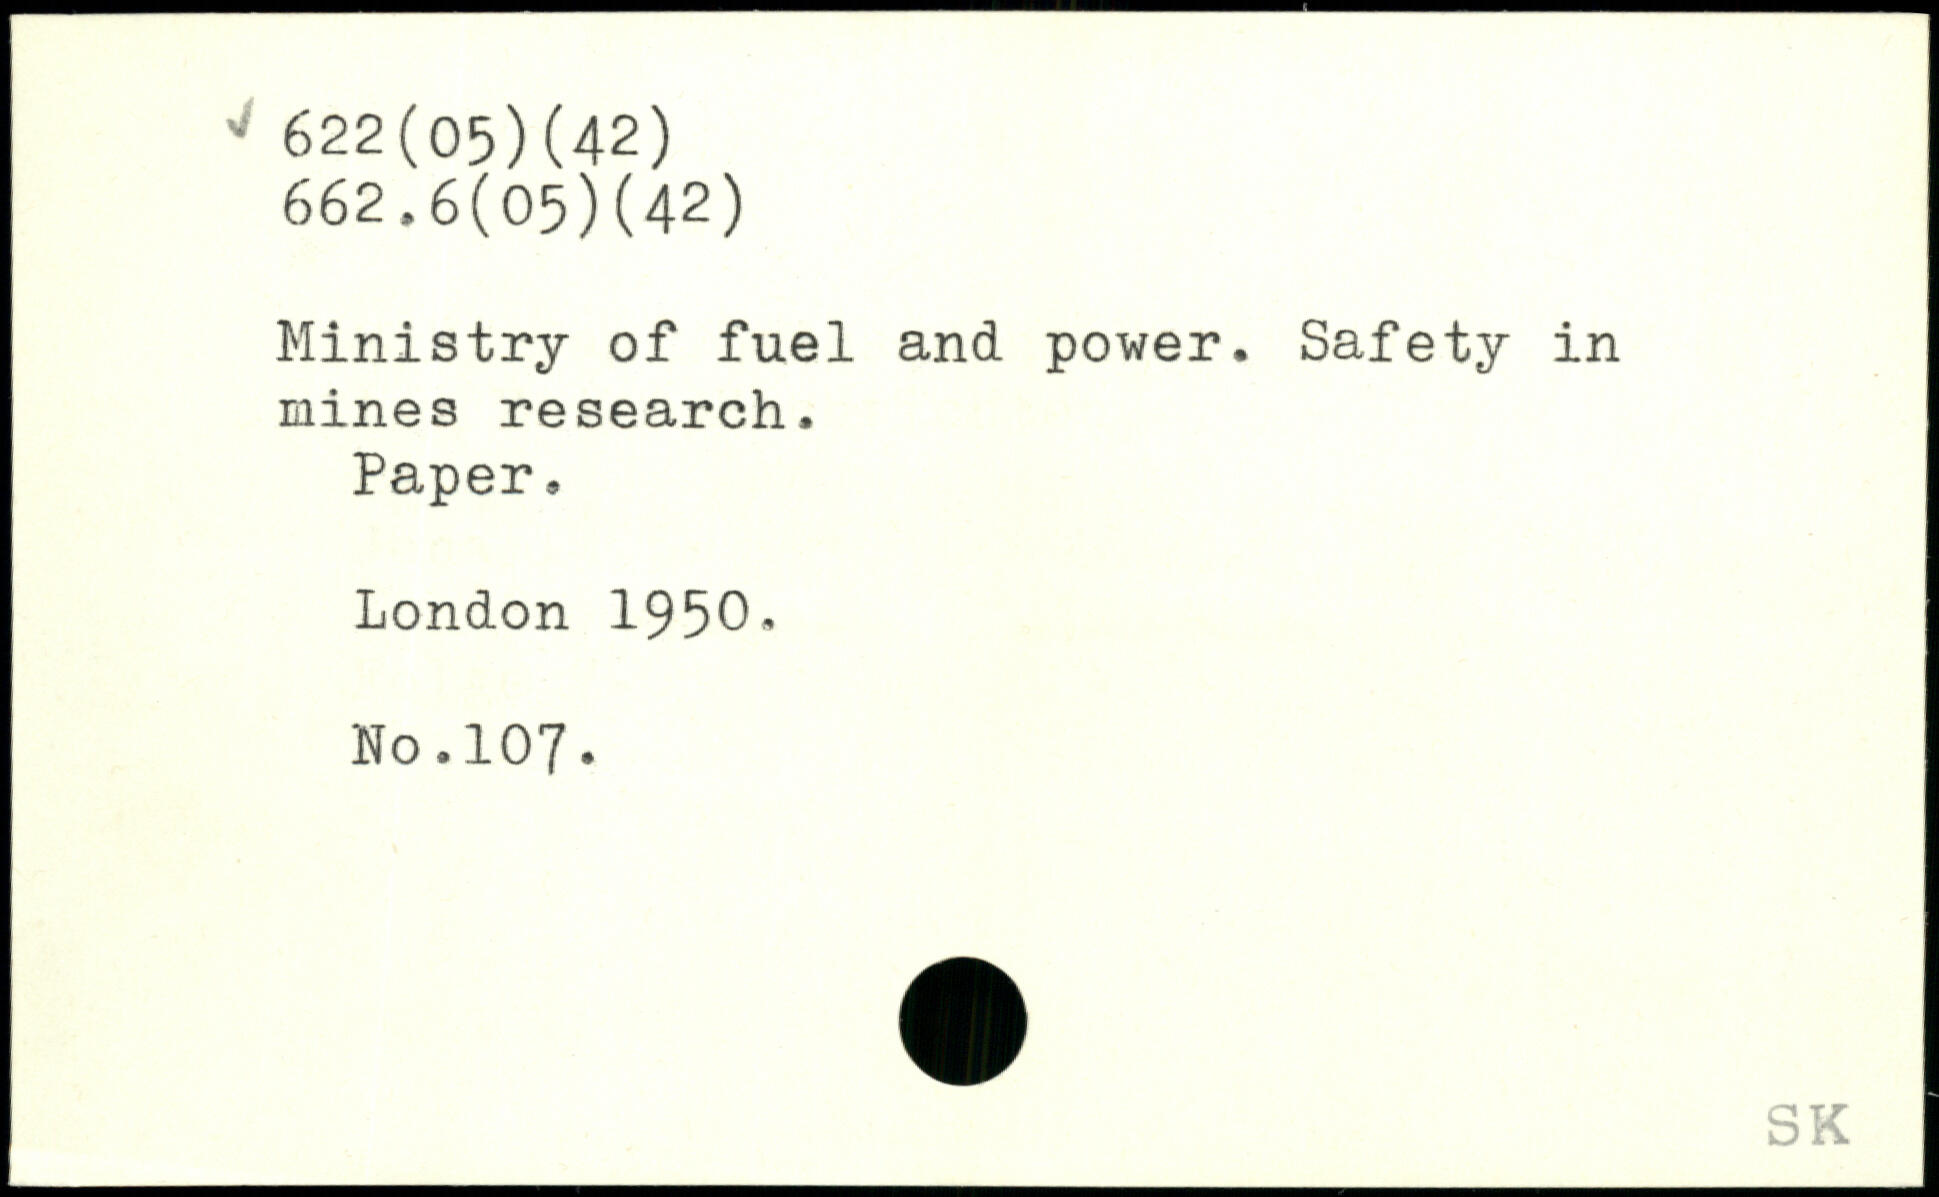 ✓ 622(05)(42)
662.6(05)(42)
Ministry of fuel and power. Safety in
mines research.
Paper.
London 1950.
No.107.
SK